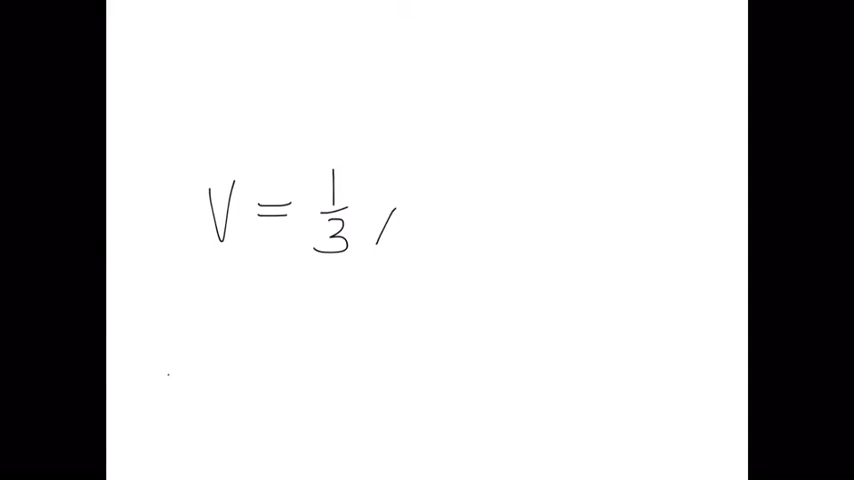 V = 1/3 /